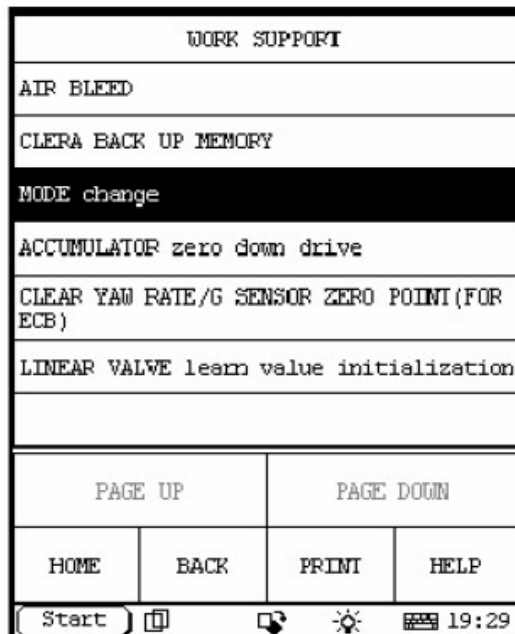 WORK SUPPORT
AIR BLEED
CLERA BACK UP MEMORY
MODE change
ACCUMULATOR zero down drive
CLEAR YAW RATE/G SENSOR ZERO POINT(FOR
ECB)
LINEAR VALVE learn value initialization
PAGE UP PAGE DOWN
HOME BACK PRINT HELP
Start 19:29